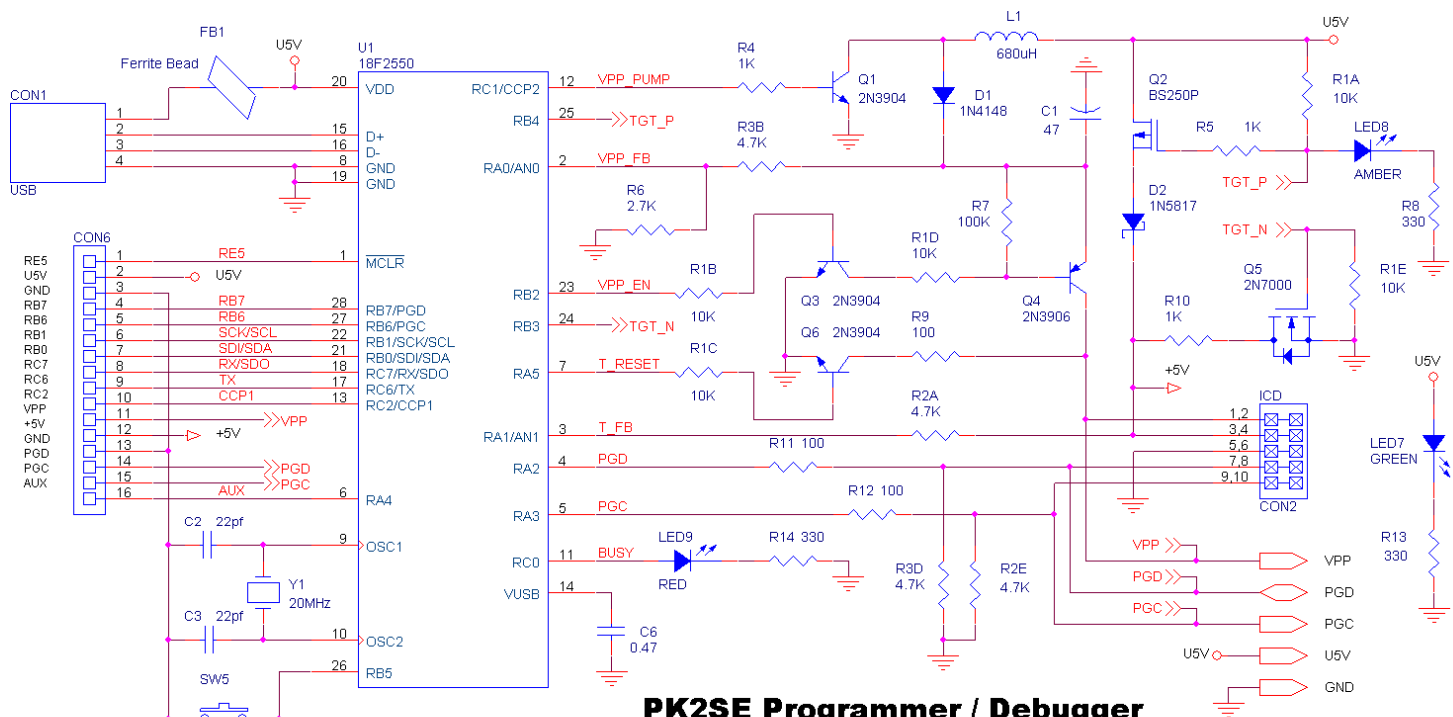 FB1
U5V
Ferrite Bead
CON1
1
2
3
4
USB
U1
18F2550
20 VDD
15 D+
16 D-
8 GND
19 GND
RC1/CCP2 12 VPP_PUMP
RB4 25 TGT_P
RA0/AN0 2 VPP_FB
RB2 23 VPP_EN
RB3 24 TGT_N
RA5 7 T_RESET
RA1/AN1 3 T_FB
RA2 4 PGD
RA3 5 PGC
RC0 11 BUSY
VUSB 14
CON6
RE5 1 RE5 1 MCLR
U5V 2 U5V
GND 3
RB7 4 RB7 28 RB7/PGD
RB6 5 RB6 27 RB6/PGC
RB1 6 SCK/SCL 22 RB1/SCK/SCL
RB0 7 SDI/SDA 21 RB0/SDI/SDA
RC7 8 RX/SDO 18 RC7/RX/SDO
RC6 9 TX 17 RC6/TX
RC2 10 CCP1 13 RC2/CCP1
VPP 11 VPP
+5V 12 +5V
GND 13
PGD 14 PGD
PGC 15 PGC
AUX 16 AUX 6 RA4
C2 22pf
9 OSC1
Y1
20MHz
C3 22pf
10 OSC2
26 RB5
SW5
R4
1K
Q1
2N3904
L1
680uH
U5V
D1
1N4148
C1
47
Q2
BS250P
R1A
10K
R3B
4.7K
R5 1K
LED8
AMBER
TGT_P
R6
2.7K
R7
100K
D2
1N5817
R8
330
TGT_N
R1B
10K
R1D
10K
Q3 2N3904
Q6 2N3904
Q4
2N3906
Q5
2N7000
R1E
10K
R9
100
R10
1K
R1C
10K
+5V
U5V
R2A
4.7K
ICD
1,2
3,4
5,6
7,8
9,10
CON2
LED7
GREEN
R11 100
R12 100
LED9
RED
R14 330
R3D
4.7K
R2E
4.7K
R13
330
C6
0.47
VPP VPP
PGD PGD
PGC PGC
U5V U5V
GND
PK2SE Programmer / Debugger